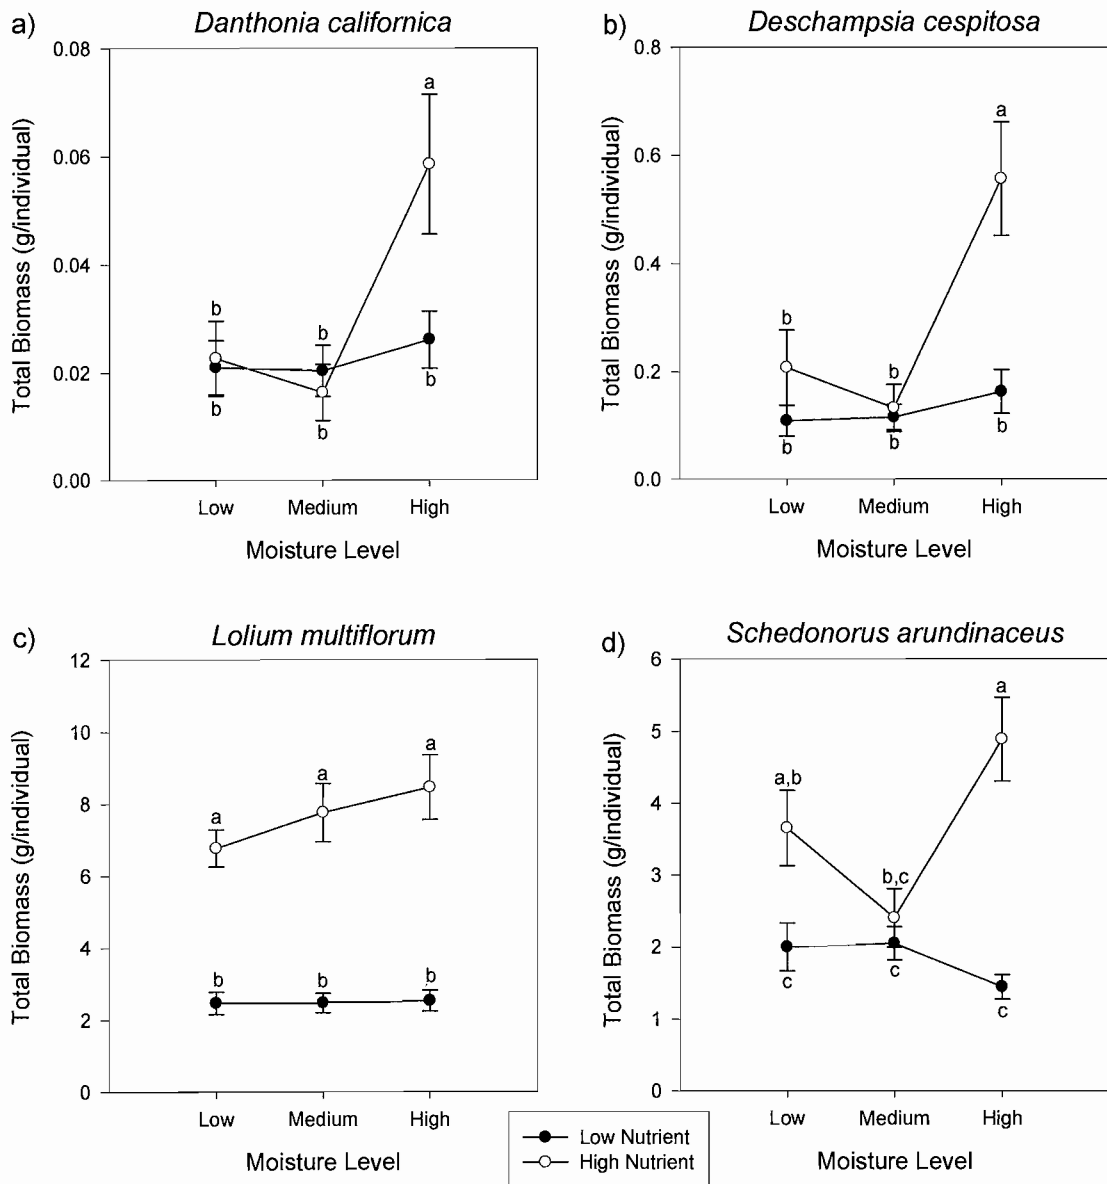 a) Danthonia californica
Total Biomass (g/individual)
0.08
0.06
0.04
0.02
0.00
a
b b
b b b
Low Medium High
Moisture Level
b) Deschampsia cespitosa
Total Biomass (g/individual)
0.8
0.6
0.4
0.2
0.0
a
b
b
b b b
Low Medium High
Moisture Level
c) Lolium multiflorum
Total Biomass (g/individual)
12
10
8
6
4
2
0
a a a
b b b
Low Medium High
Moisture Level
d) Schedonorus arundinaceus
Total Biomass (g/individual)
6
5
4
3
2
1
0
a
a,b
b,c
c c c
Low Medium High
Moisture Level
Low Nutrient
High Nutrient